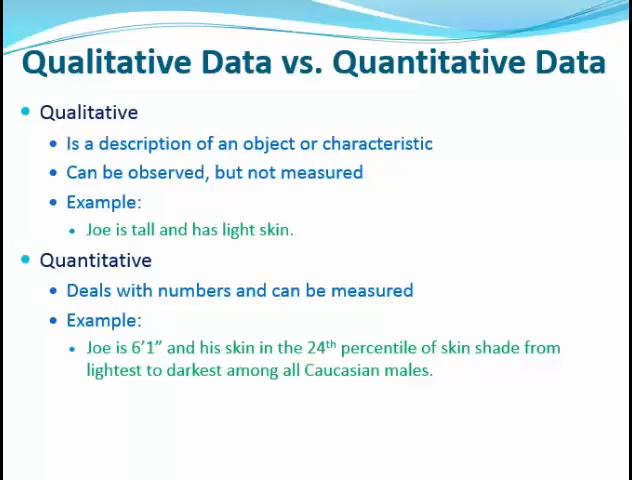 Qualitative Data vs. Quantitative Data
Qualitative
Is a description of an object or characteristic
Can be observed, but not measured
Example:
Joe is tall and has light skin.
Quantitative
Deals with numbers and can be measured
Example:
Joe is 6’1” and his skin in the 24th percentile of skin shade from
lightest to darkest among all Caucasian males.